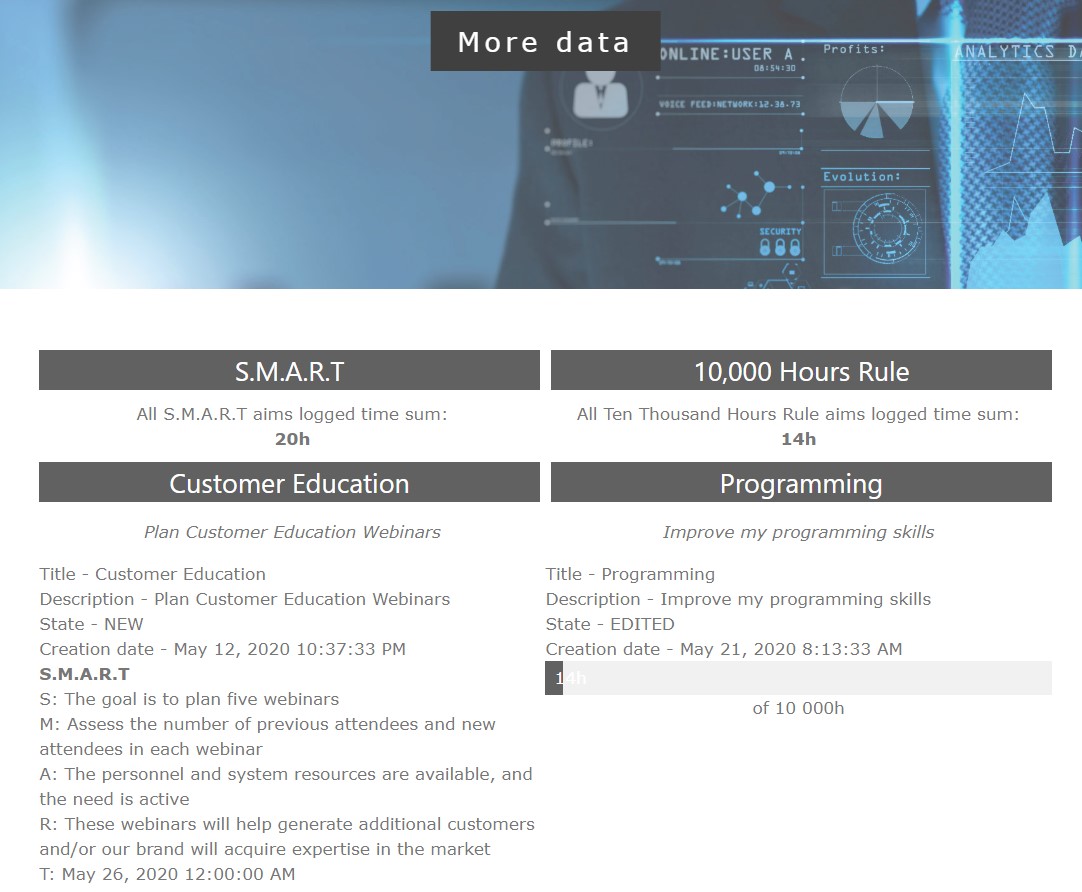 More data
ONLINE:USER A
08:54:30
VOICE FEED:NETWORK:12.38.73
PROFILE:
SECURITY
Profits:
Evolution:
ANALYTICS
S.M.A.R.T
All S.M.A.R.T aims logged time sum:
20h
10,000 Hours Rule
All Ten Thousand Hours Rule aims logged time sum:
14h
Customer Education
Plan Customer Education Webinars
Title - Customer Education
Description - Plan Customer Education Webinars
State - NEW
Creation date - May 12, 2020 10:37:33 PM
S.M.A.R.T
S: The goal is to plan five webinars
M: Assess the number of previous attendees and new
attendees in each webinar
A: The personnel and system resources are available, and
the need is active
R: These webinars will help generate additional customers
and/or our brand will acquire expertise in the market
T: May 26, 2020 12:00:00 AM
Programming
Improve my programming skills
Title - Programming
Description - Improve my programming skills
State - EDITED
Creation date - May 21, 2020 8:13:33 AM
14h
of 10 000h